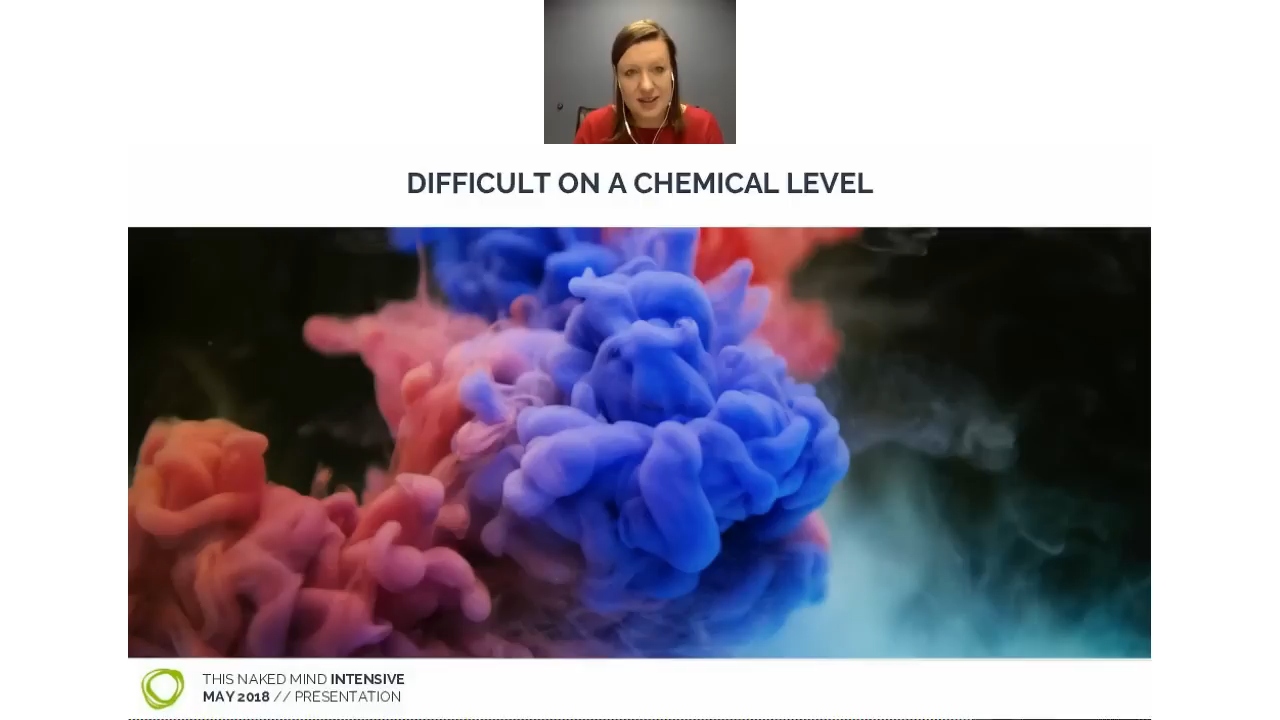 DIFFICULT ON A CHEMICAL LEVEL
THIS NAKED MIND INTENSIVE
MAY 2018 // PRESENTATION